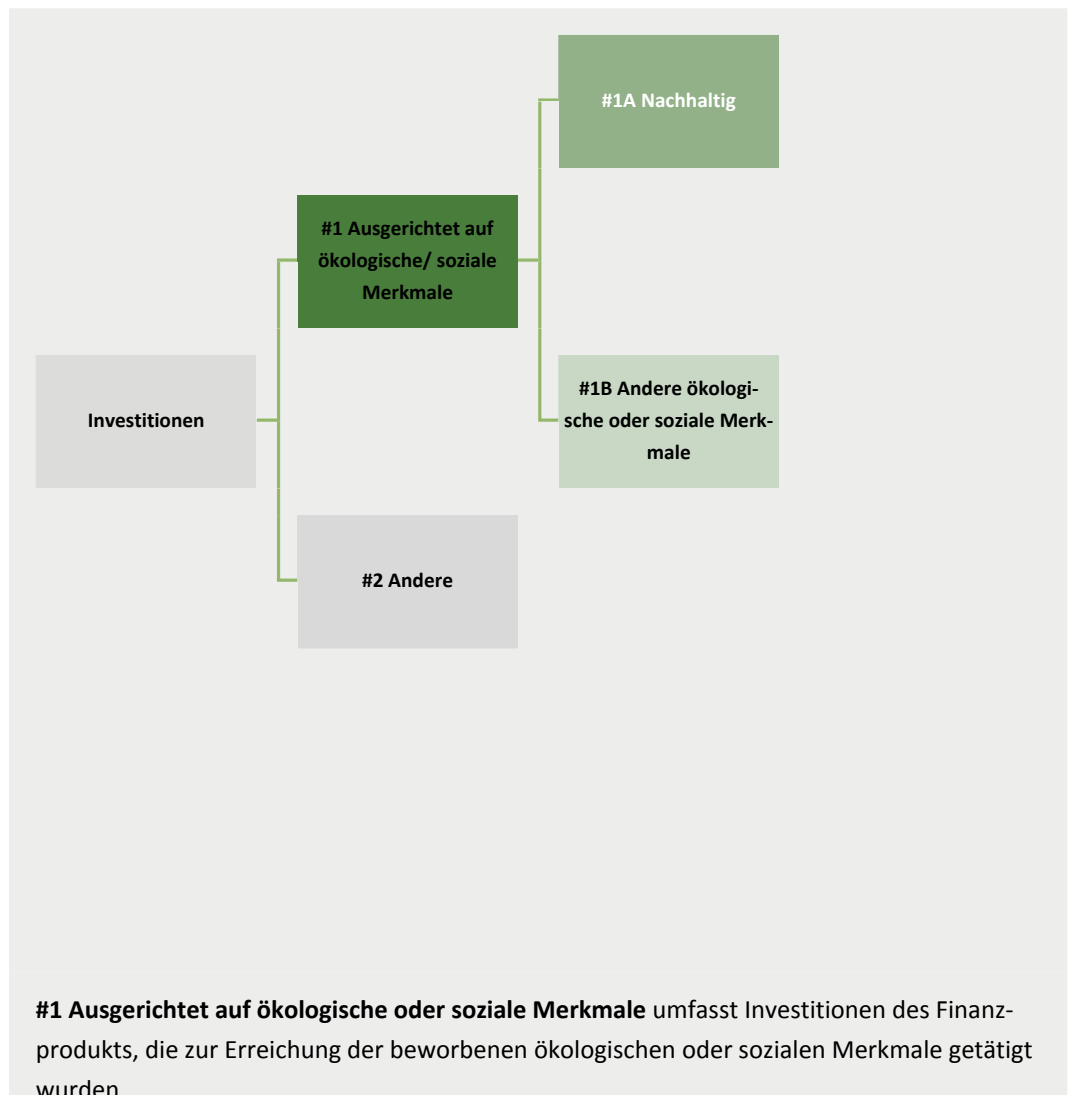 #1A Nachhaltig
#1 Ausgerichtet auf
ökologische/ soziale
Merkmale
Investitionen
#1B Andere ökologi-
sche oder soziale Merk-
male
#2 Andere
#1 Ausgerichtet auf ökologische oder soziale Merkmale umfasst Investitionen des Finanz-
produkts, die zur Erreichung der beworbenen ökologischen oder sozialen Merkmale getätigt
wurden